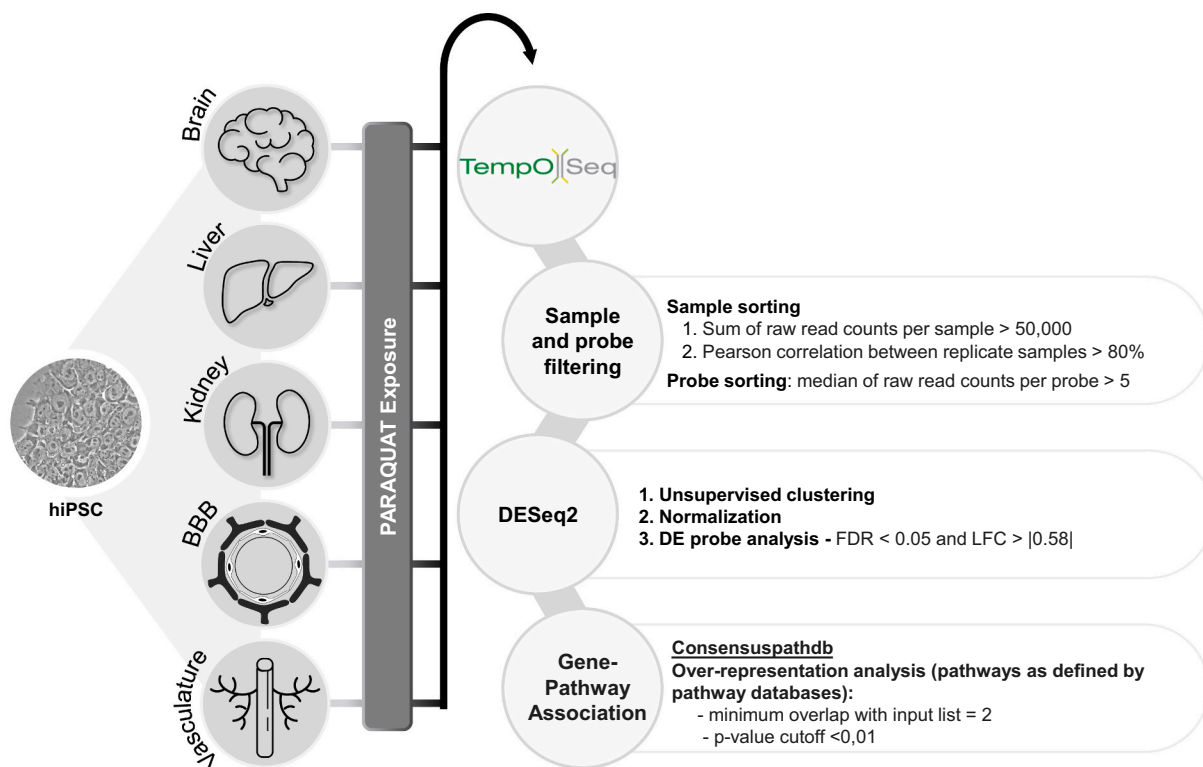 Brain
Liver
Kidney
BBB
Vasculature
hiPSC
PARAQUAT Exposure
TempO Seq
Sample
and probe
filtering
Sample sorting
1. Sum of raw read counts per sample > 50,000
2. Pearson correlation between replicate samples > 80%
Probe sorting: median of raw read counts per probe > 5
DESeq2
1. Unsupervised clustering
2. Normalization
3. DE probe analysis - FDR < 0.05 and LFC > |0.58|
Gene-
Pathway
Association
Consensuspathdb
Over-representation analysis (pathways as defined by
pathway databases):
- minimum overlap with input list = 2
- p-value cutoff <0,01